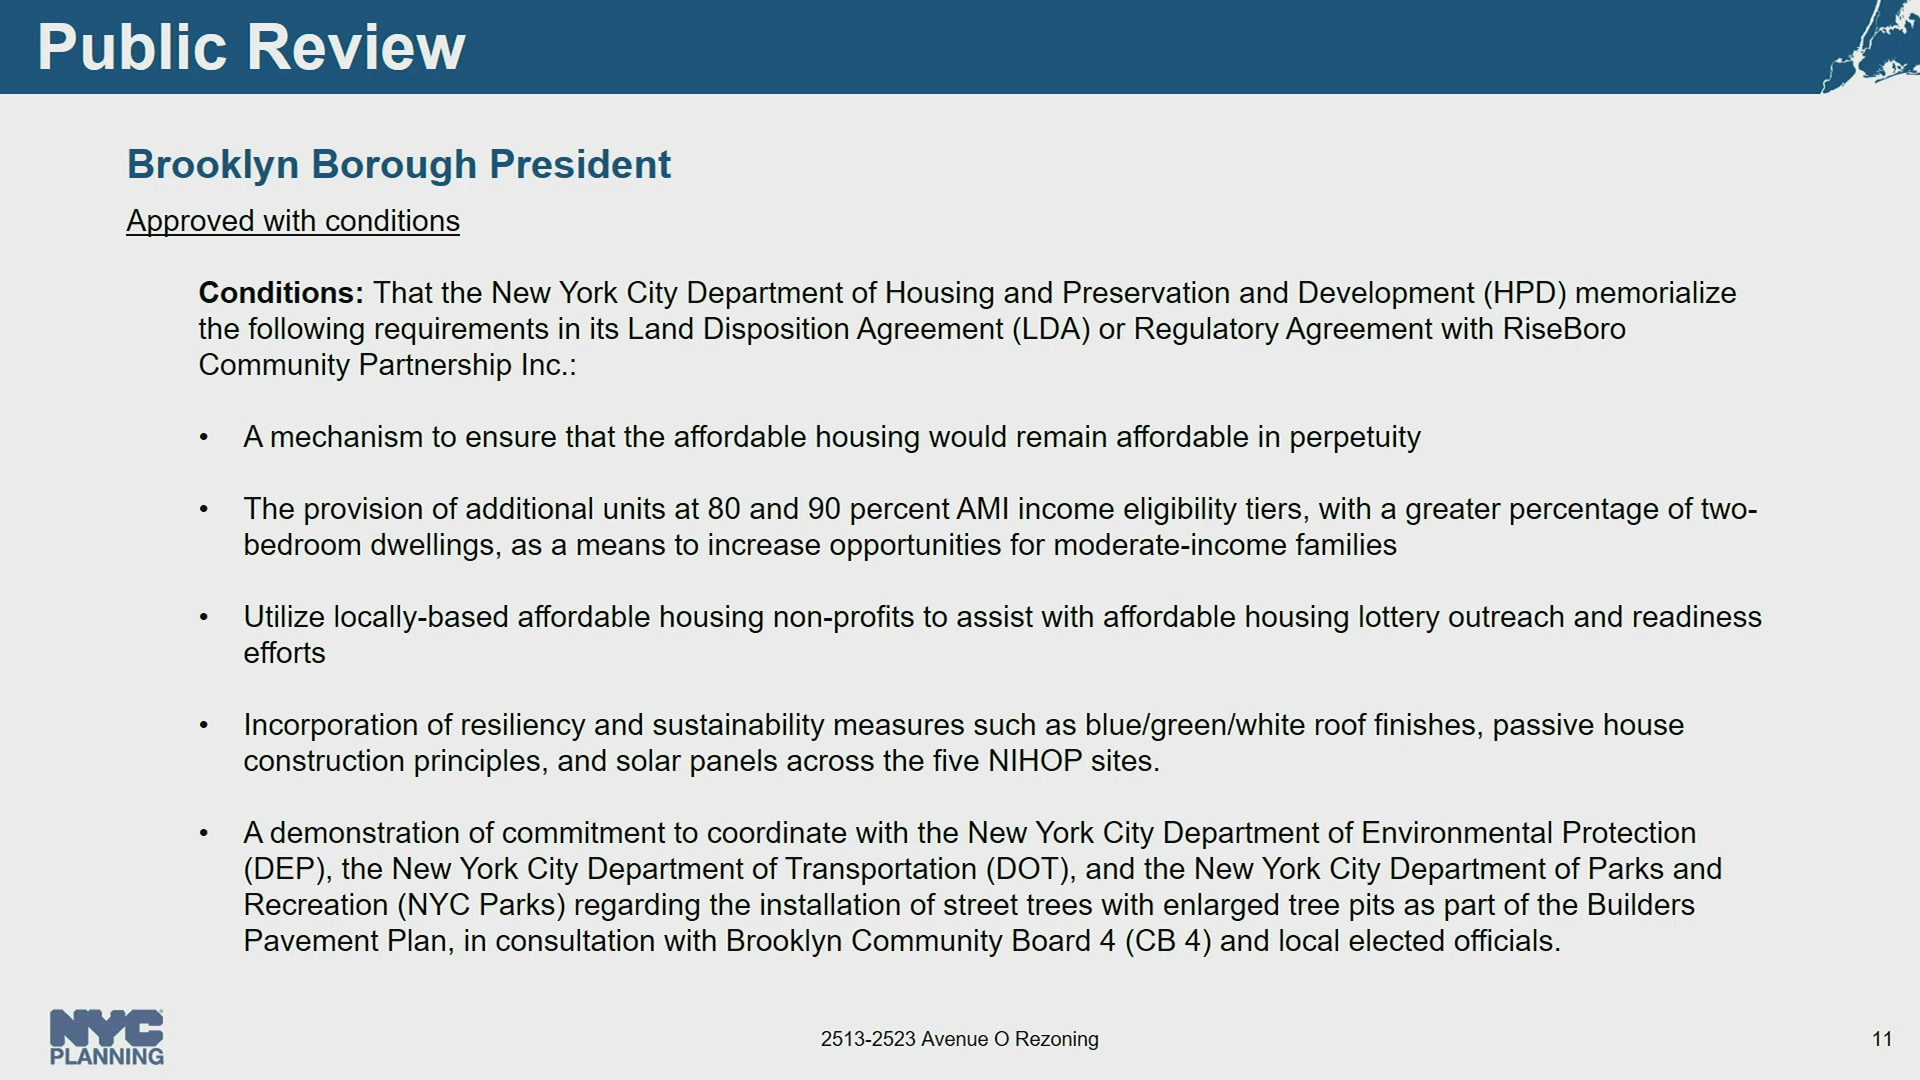 Public Review
Brooklyn Borough President
Approved with conditions
Conditions: That the New York City Department of Housing and Preservation and Development (HPD) memorialize
the following requirements in its Land Disposition Agreement (LDA) or Regulatory Agreement with RiseBoro
Community Partnership Inc.:
• A mechanism to ensure that the affordable housing would remain affordable in perpetuity
• The provision of additional units at 80 and 90 percent AMI income eligibility tiers, with a greater percentage of two-
bedroom dwellings, as a means to increase opportunities for moderate-income families
• Utilize locally-based affordable housing non-profits to assist with affordable housing lottery outreach and readiness
efforts
• Incorporation of resiliency and sustainability measures such as blue/green/white roof finishes, passive house
construction principles, and solar panels across the five NIHOP sites.
• A demonstration of commitment to coordinate with the New York City Department of Environmental Protection
(DEP), the New York City Department of Transportation (DOT), and the New York City Department of Parks and
Recreation (NYC Parks) regarding the installation of street trees with enlarged tree pits as part of the Builders
Pavement Plan, in consultation with Brooklyn Community Board 4 (CB 4) and local elected officials.
NYC
PLANNING
2513-2523 Avenue O Rezoning
11